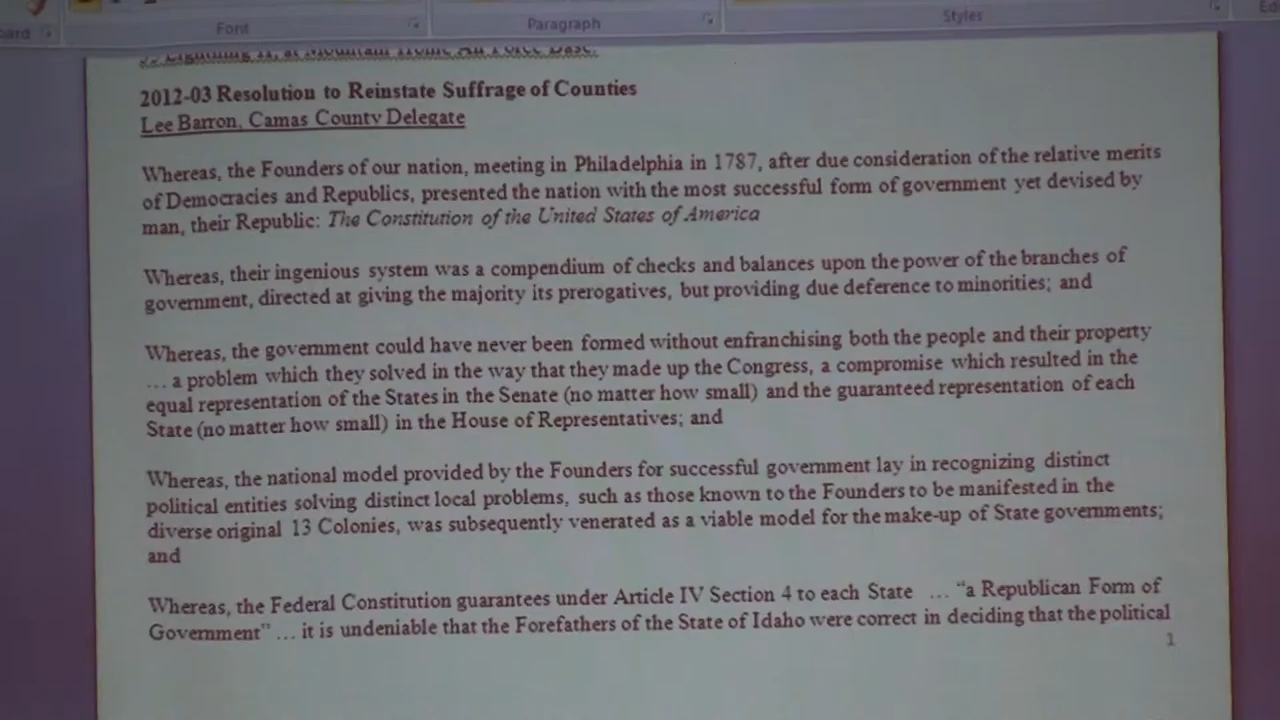 Font
Paragraph
Styles
Lightning II, at Mountain Home Air Force Base.
2012-03 Resolution to Reinstate Suffrage of Counties
Lee Barron, Camas County Delegate
Whereas, the Founders of our nation, meeting in Philadelphia in 1787, after due consideration of the relative merits
of Democracies and Republics, presented the nation with the most successful form of government yet devised by
man, their Republic: The Constitution of the United States of America
Whereas, their ingenious system was a compendium of checks and balances upon the power of the branches of
government, directed at giving the majority its prerogatives, but providing due deference to minorities; and
Whereas, the government could have never been formed without enfranchising both the people and their property
… a problem which they solved in the way that they made up the Congress, a compromise which resulted in the
equal representation of the States in the Senate (no matter how small) and the guaranteed representation of each
State (no matter how small) in the House of Representatives; and
Whereas, the national model provided by the Founders for successful government lay in recognizing distinct
political entities solving distinct local problems, such as those known to the Founders to be manifested in the
diverse original 13 Colonies, was subsequently venerated as a viable model for the make-up of State governments;
and
Whereas, the Federal Constitution guarantees under Article IV Section 4 to each State … “a Republican Form of
Government” … it is undeniable that the Forefathers of the State of Idaho were correct in deciding that the political
1